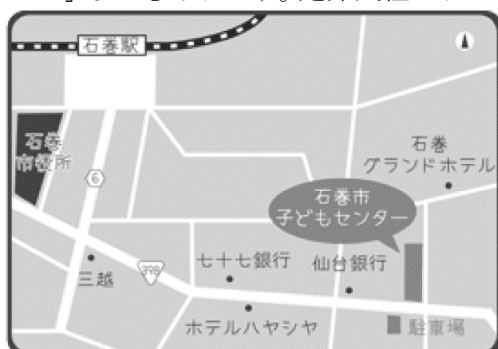 石巻駅
石巻
市役所
6
石巻
グランドホテル
石巻市
子どもセンター
三越
398
七十七銀行
仙台銀行
ホテルハヤシヤ
駐車場